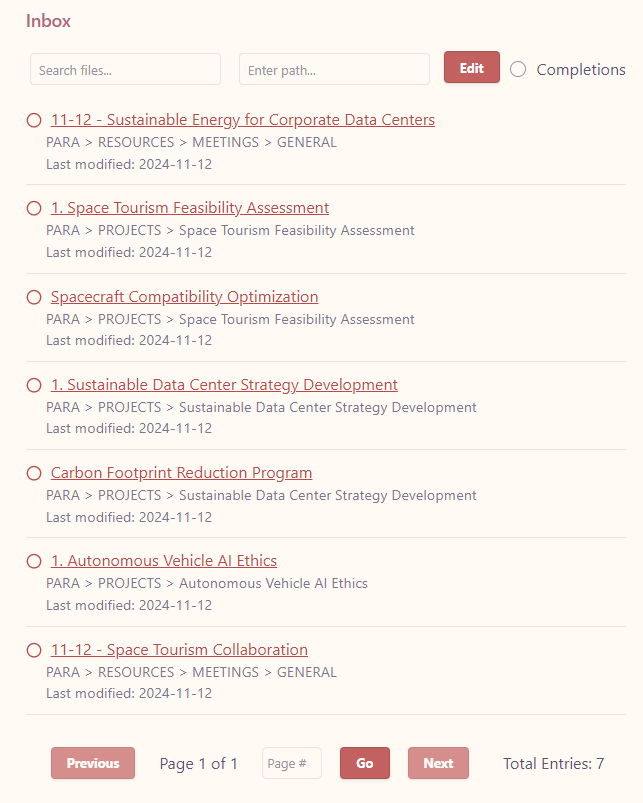 Inbox
Search files... Enter path... Edit Completions
11-12 - Sustainable Energy for Corporate Data Centers
PARA > RESOURCES > MEETINGS > GENERAL
Last modified: 2024-11-12
1. Space Tourism Feasibility Assessment
PARA > PROJECTS > Space Tourism Feasibility Assessment
Last modified: 2024-11-12
Spacecraft Compatibility Optimization
PARA > PROJECTS > Space Tourism Feasibility Assessment
Last modified: 2024-11-12
1. Sustainable Data Center Strategy Development
PARA > PROJECTS > Sustainable Data Center Strategy Development
Last modified: 2024-11-12
Carbon Footprint Reduction Program
PARA > PROJECTS > Sustainable Data Center Strategy Development
Last modified: 2024-11-12
1. Autonomous Vehicle AI Ethics
PARA > PROJECTS > Autonomous Vehicle AI Ethics
Last modified: 2024-11-12
11-12 - Space Tourism Collaboration
PARA > RESOURCES > MEETINGS > GENERAL
Last modified: 2024-11-12
Previous Page 1 of 1 Page # Go Next Total Entries: 7